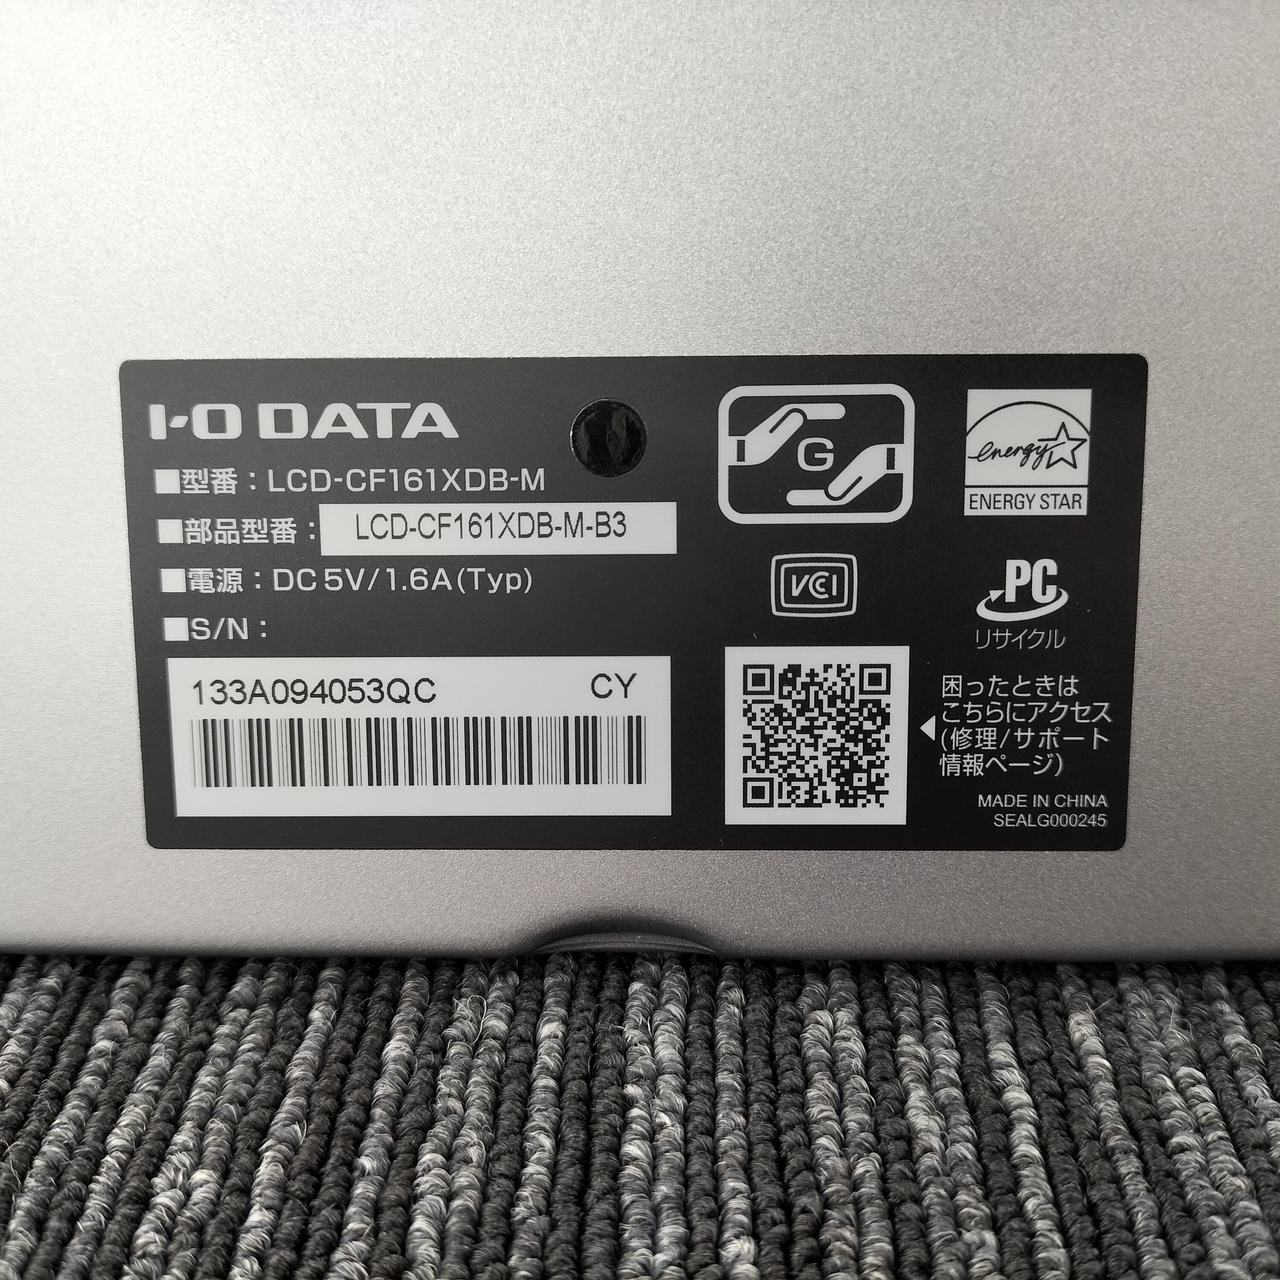 I-O DATA
■型番：LCD-CF161XDB-M
■部品型番：LCD-CF161XDB-M-B3
■電源：DC5V/1.6A(Typ)
■S/N：
133A094053QC CY
G
energy
ENERGY STAR
VCCI
PC
リサイクル
困ったときは
こちらにアクセス
(修理/サポート
情報ページ)
MADE IN CHINA
SEALG000245